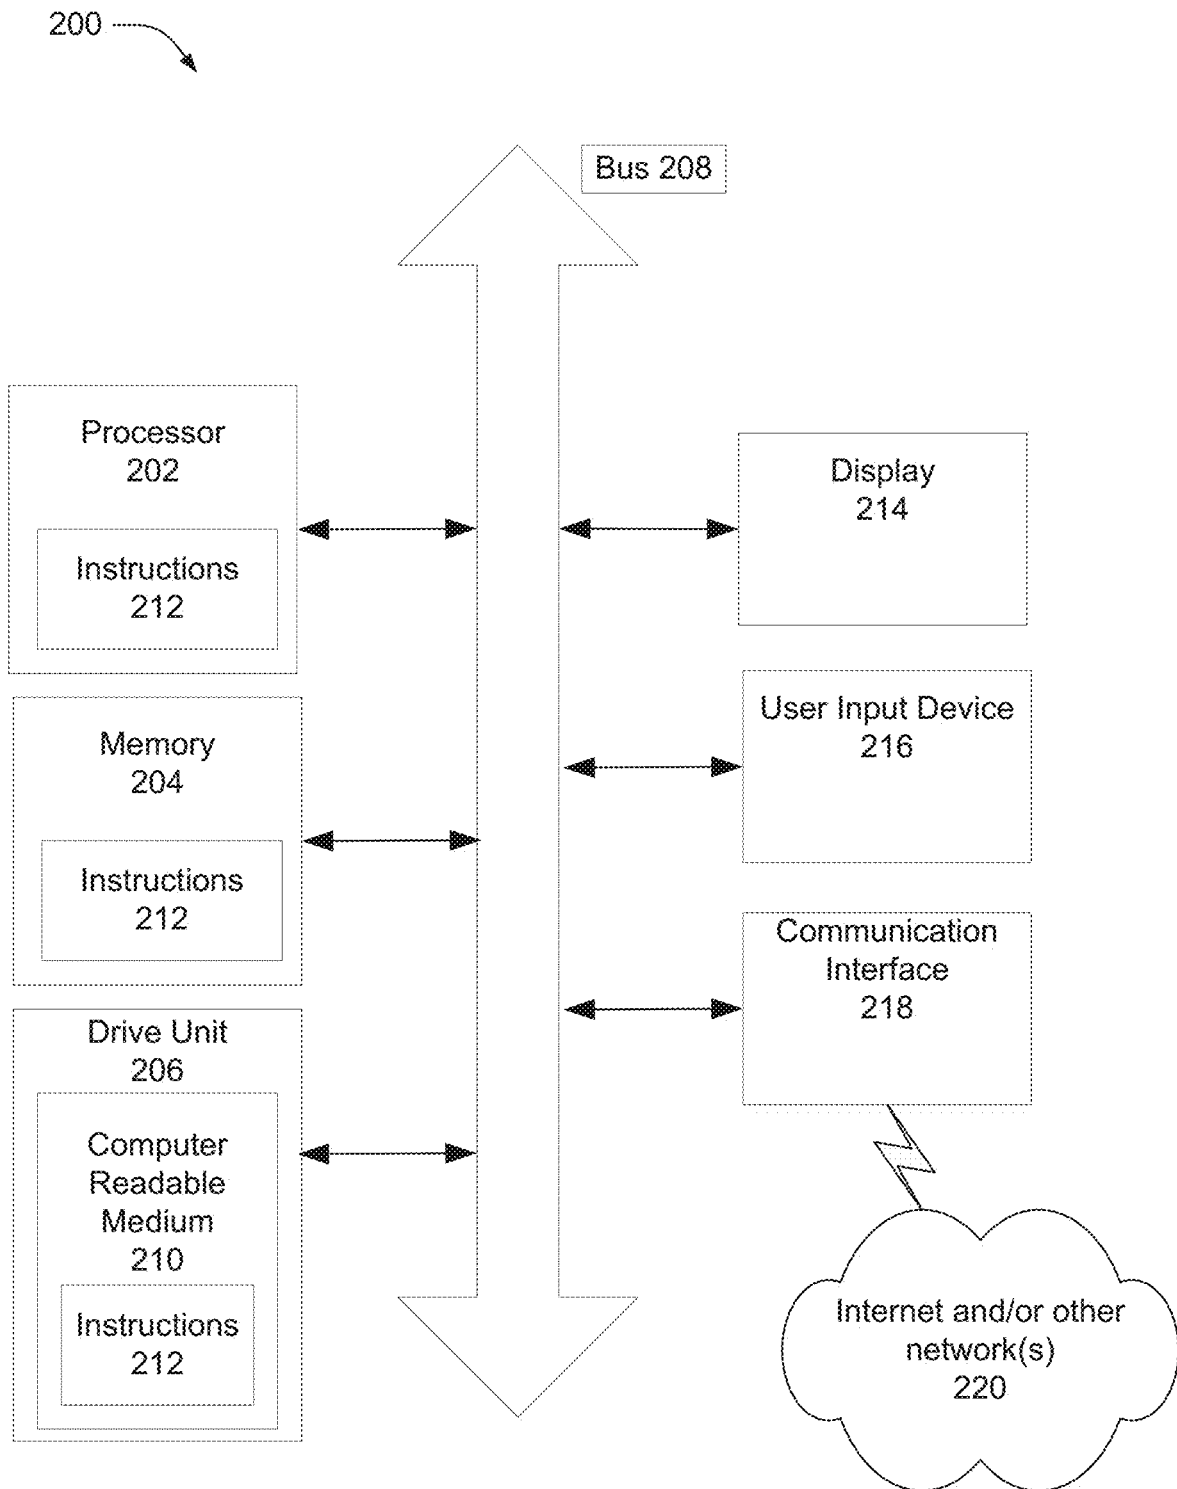 200
Bus 208
Processor
202
Instructions
212
Memory
204
Instructions
212
Drive Unit
206
Computer
Readable
Medium
210
Instructions
212
Display
214
User Input Device
216
Communication
Interface
218
Internet and/or other
network(s)
220